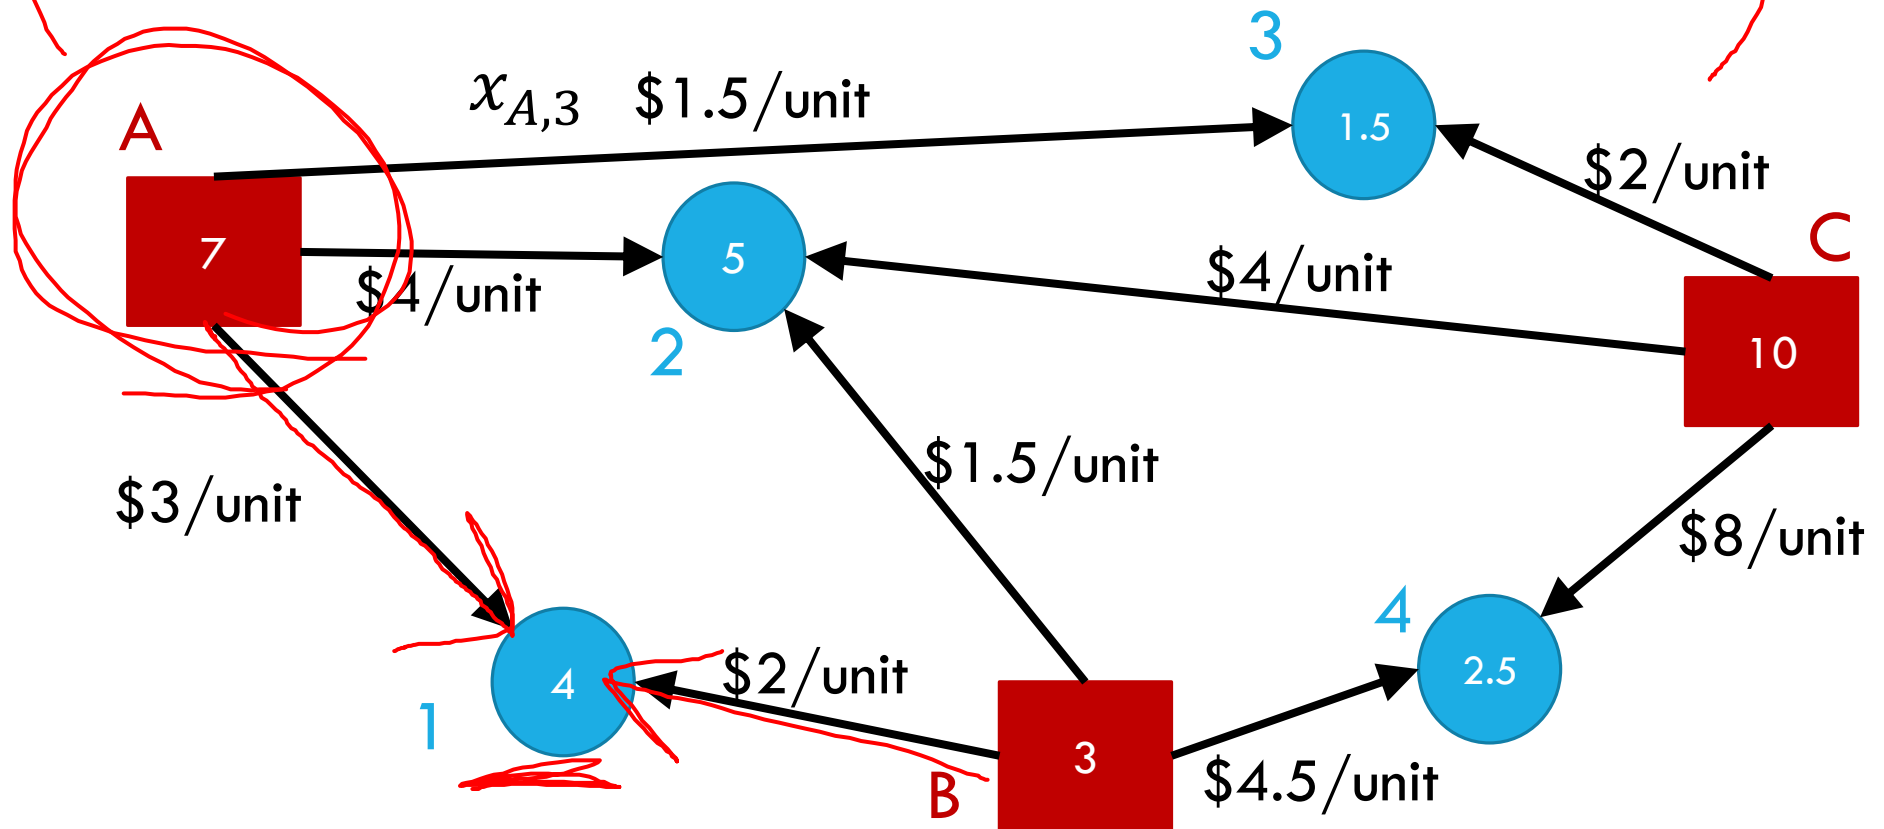 3
x_{A,3} $1.5/unit
1.5
A
$2/unit
C
7
5
$4/unit
$4/unit
2
10
$1.5/unit
$3/unit
$8/unit
4
2.5
4
$2/unit
1
3
$4.5/unit
B